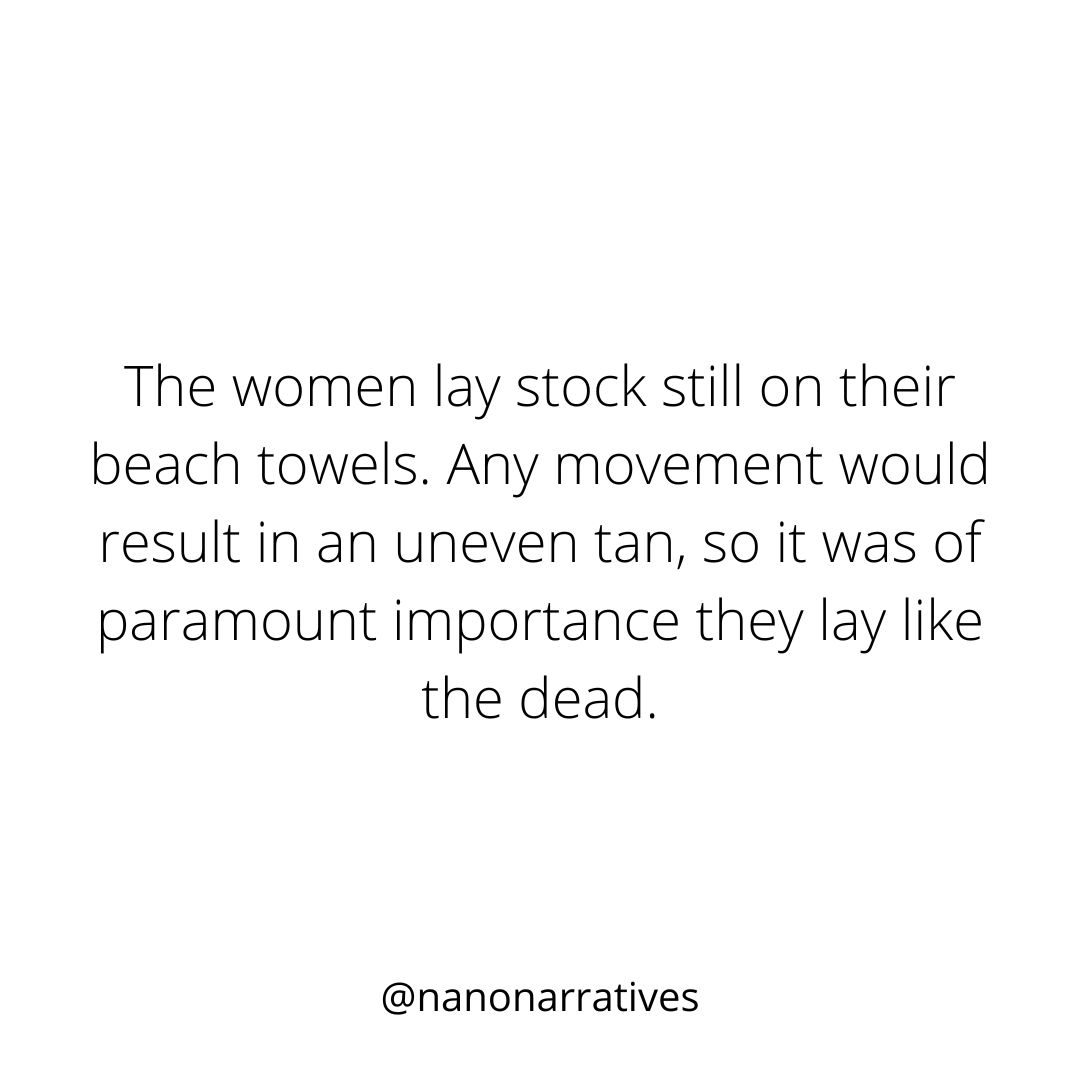 The women lay stock still on their
beach towels. Any movement would
result in an uneven tan, so it was of
paramount importance they lay like
the dead.
@nanonarratives